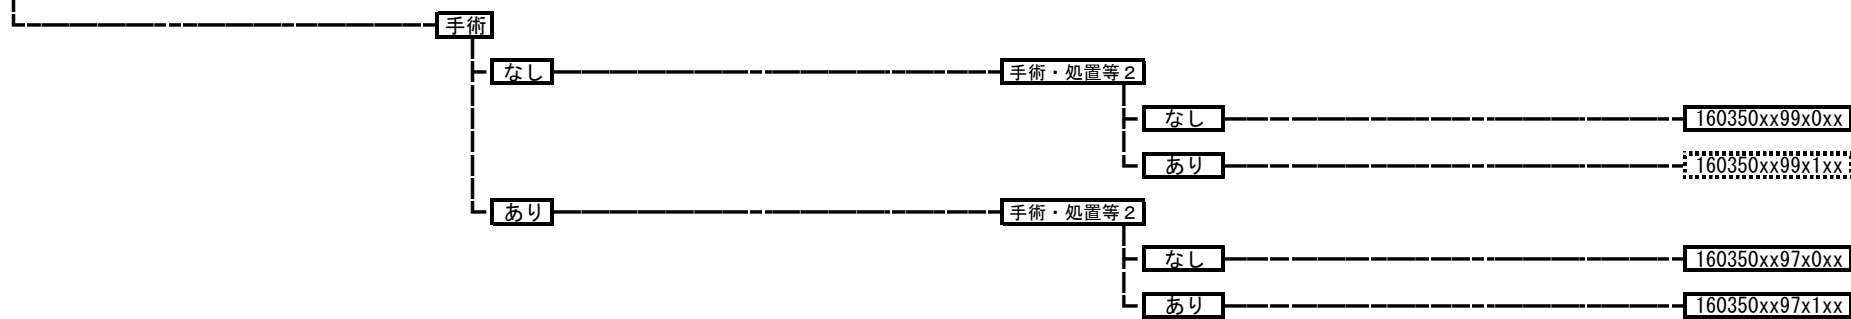 手術
なし 手術・処置等２
なし 160350xx99x0xx
あり 160350xx99x1xx
あり 手術・処置等２
なし 160350xx97x0xx
あり 160350xx97x1xx